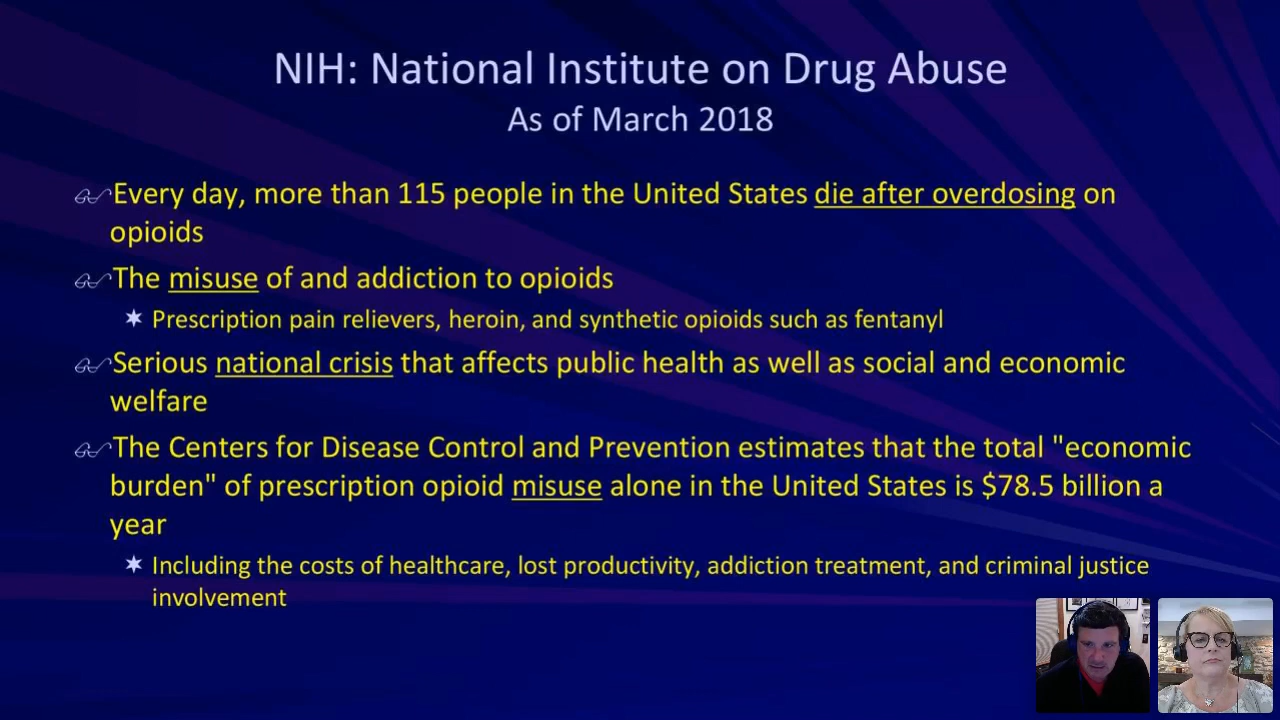 NIH: National Institute on Drug Abuse
As of March 2018
Every day, more than 115 people in the United States die after overdosing on
opioids
The misuse of and addiction to opioids
Prescription pain relievers, heroin, and synthetic opioids such as fentanyl
Serious national crisis that affects public health as well as social and economic
welfare
The Centers for Disease Control and Prevention estimates that the total "economic
burden" of prescription opioid misuse alone in the United States is $78.5 billion a
year
Including the costs of healthcare, lost productivity, addiction treatment, and criminal justice
involvement